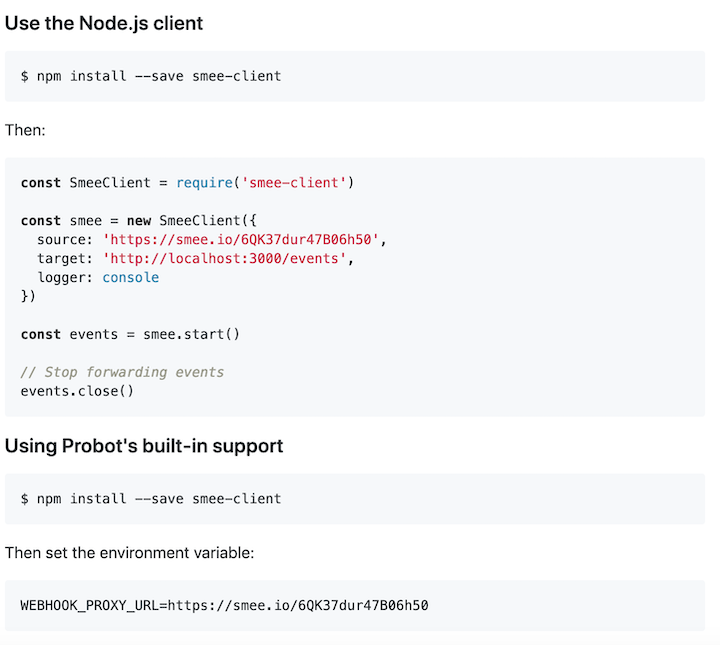 Use the Node.js client
$ npm install --save smee-client
Then:
const SmeeClient = require('smee-client')
const smee = new SmeeClient({
source: 'https://smee.io/6QK37dur47B06h50',
target: 'http://localhost:3000/events',
logger: console
})
const events = smee.start()
// Stop forwarding events
events.close()
Using Probot's built-in support
$ npm install --save smee-client
Then set the environment variable:
WEBHOOK_PROXY_URL=https://smee.io/6QK37dur47B06h50